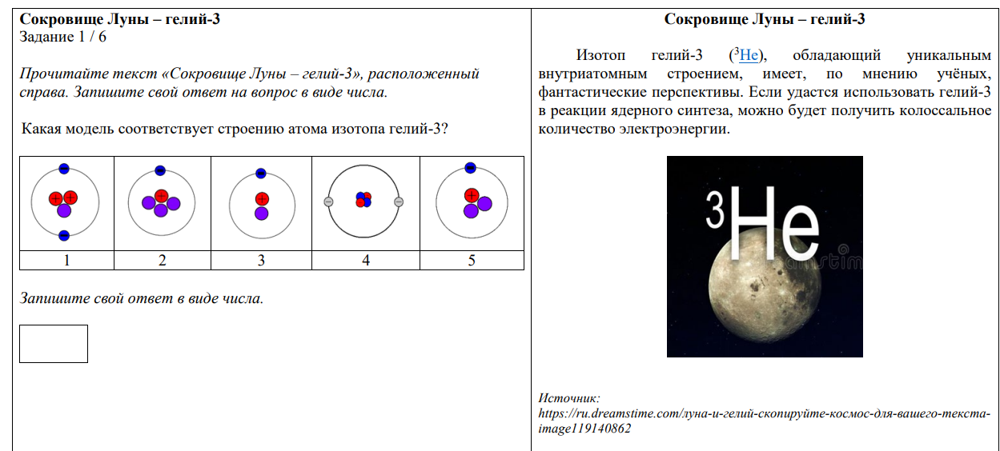 Сокровище Луны – гелий-3
Задание 1 / 6
Прочитайте текст «Сокровище Луны – гелий-3», расположенный
справа. Запишите свой ответ на вопрос в виде числа.
Какая модель соответствует строению атома изотопа гелий-3?
1 2 3 4 5
Запишите свой ответ в виде числа.
Сокровище Луны – гелий-3
Изотоп гелий-3 (³He), обладающий уникальным
внутриатомным строением, имеет, по мнению учёных,
фантастические перспективы. Если удастся использовать гелий-3
в реакции ядерного синтеза, можно будет получить колоссальное
количество электроэнергии.
³He
Источник:
https://ru.dreamstime.com/луна-и-гелий-скопируйте-космос-для-вашего-текста-
image119140862